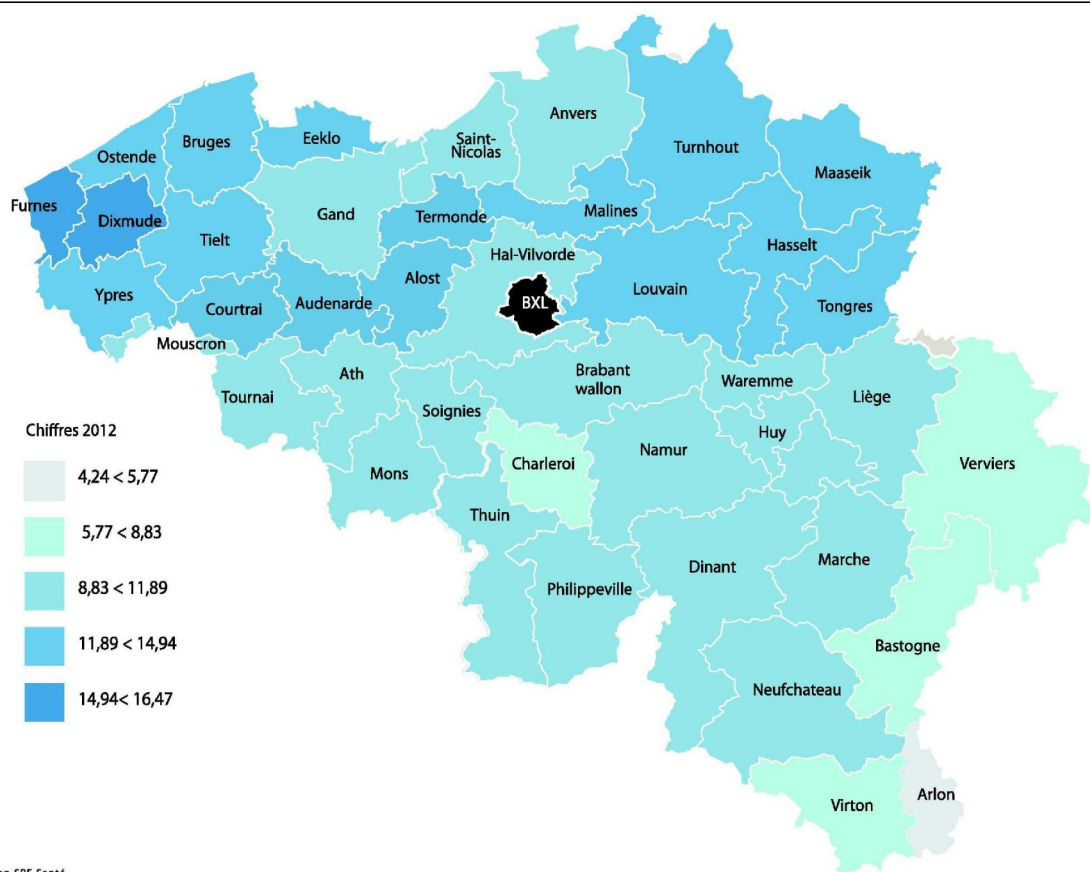 Anvers
Saint-
Nicolas
Eeklo
Bruges
Turnhout
Ostende
Maaseik
Furnes
Dixmude
Gand
Termonde
Malines
Tielt
Hasselt
Hal-Vilvorde
Alost
Louvain
Ypres
Courtrai
Audenarde
BXL
Tongres
Mouscron
Ath
Brabant
wallon
Waremme
Tournai
Soignies
Liège
Chiffres 2012
Huy
Namur
Charleroi
Verviers
Mons
4,24 < 5,77
Thuin
5,77 < 8,83
Dinant
Marche
8,83 < 11,89
Philippeville
11,89 < 14,94
Bastogne
14,94< 16,47
Neufchateau
Arlon
Virton
SPF Santé